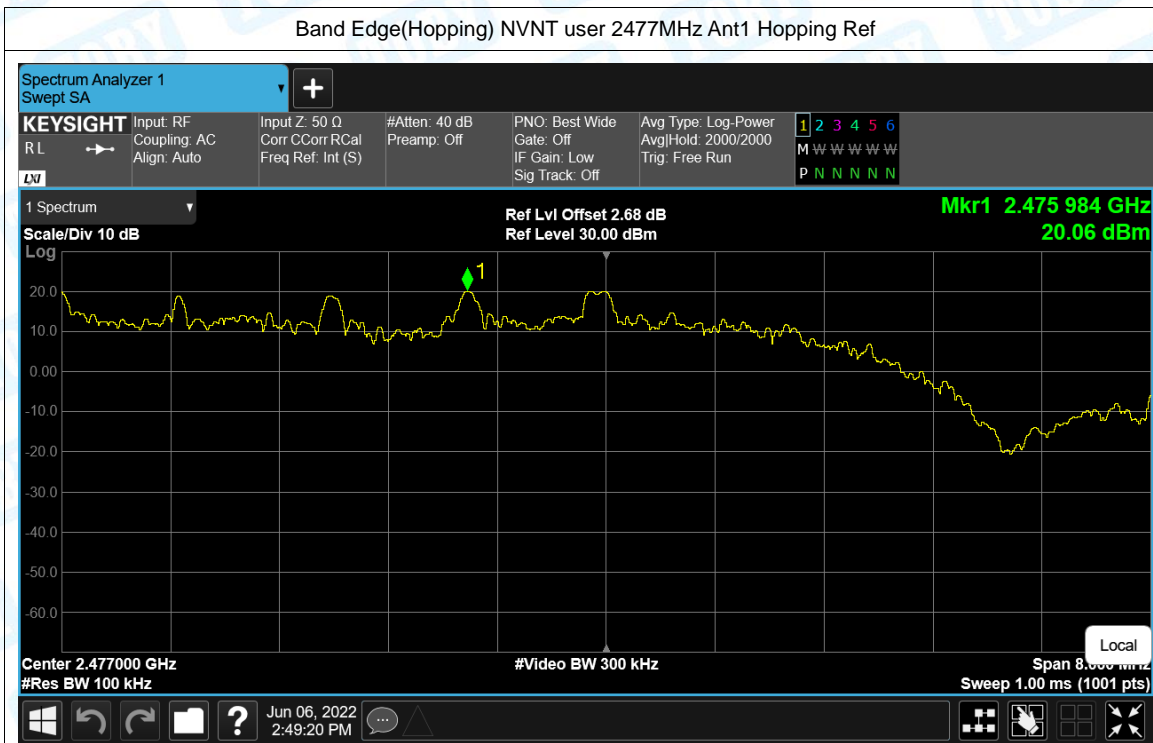 Band Edge(Hopping) NVNT user 2477MHz Ant1 Hopping Ref
Spectrum Analyzer 1
Swept SA
KEYSIGHT
RL
LXI
Input: RF
Coupling: AC
Align: Auto
Input Z: 50 Ω
Corr CCorr RCal
Freq Ref: Int (S)
#Atten: 40 dB
Preamp: Off
PNO: Best Wide
Gate: Off
IF Gain: Low
Sig Track: Off
Avg Type: Log-Power
Avg|Hold: 2000/2000
Trig: Free Run
1 2 3 4 5 6
M W W W W W
P N N N N N
1 Spectrum
Scale/Div 10 dB
Ref Lvl Offset 2.68 dB
Ref Level 30.00 dBm
Mkr1 2.475 984 GHz
20.06 dBm
Log
1
20.0
10.0
0.00
-10.0
-20.0
-30.0
-40.0
-50.0
-60.0
Local
Center 2.477000 GHz
#Video BW 300 kHz
Span 8.000 MHz
#Res BW 100 kHz
Sweep 1.00 ms (1001 pts)
?
Jun 06, 2022
2:49:20 PM